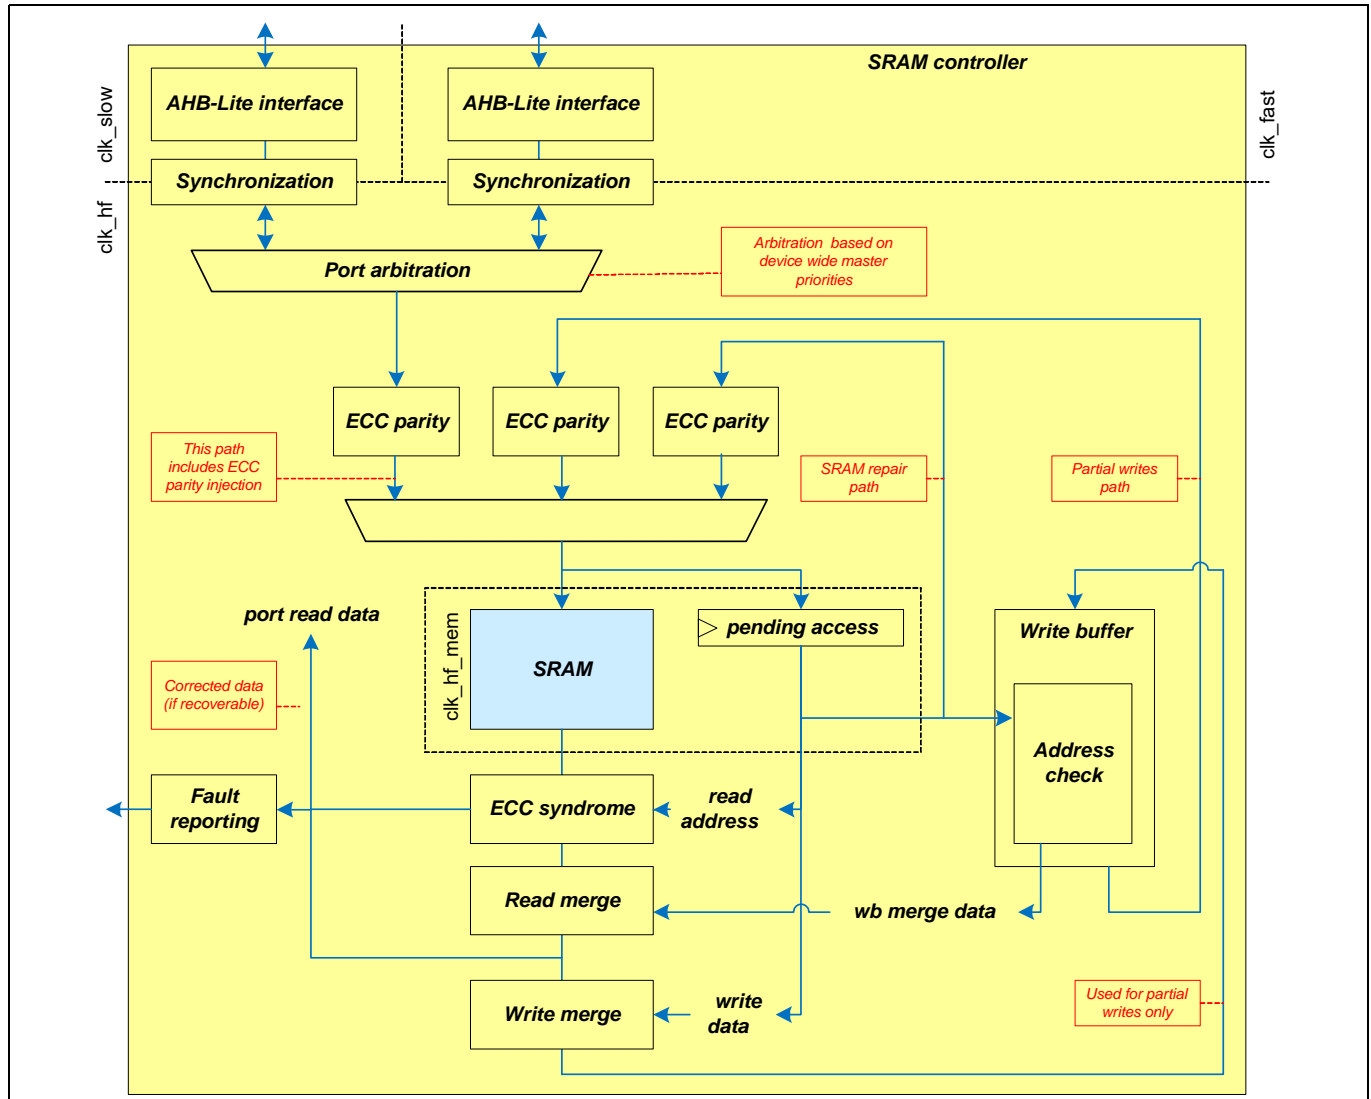 SRAM controller
clk_slow
AHB-Lite interface
AHB-Lite interface
clk_fast
Synchronization
Synchronization
clk_hf
Port arbitration
Arbitration based on
device wide master
priorities
ECC parity
ECC parity
ECC parity
This path
includes ECC
parity injection
SRAM repair
path
Partial writes
path
port read data
clk_hf_mem
SRAM
pending access
Write buffer
Corrected data
(if recoverable)
Address
check
Fault
reporting
ECC syndrome
read
address
Read merge
wb merge data
Write merge
write
data
Used for partial
writes only